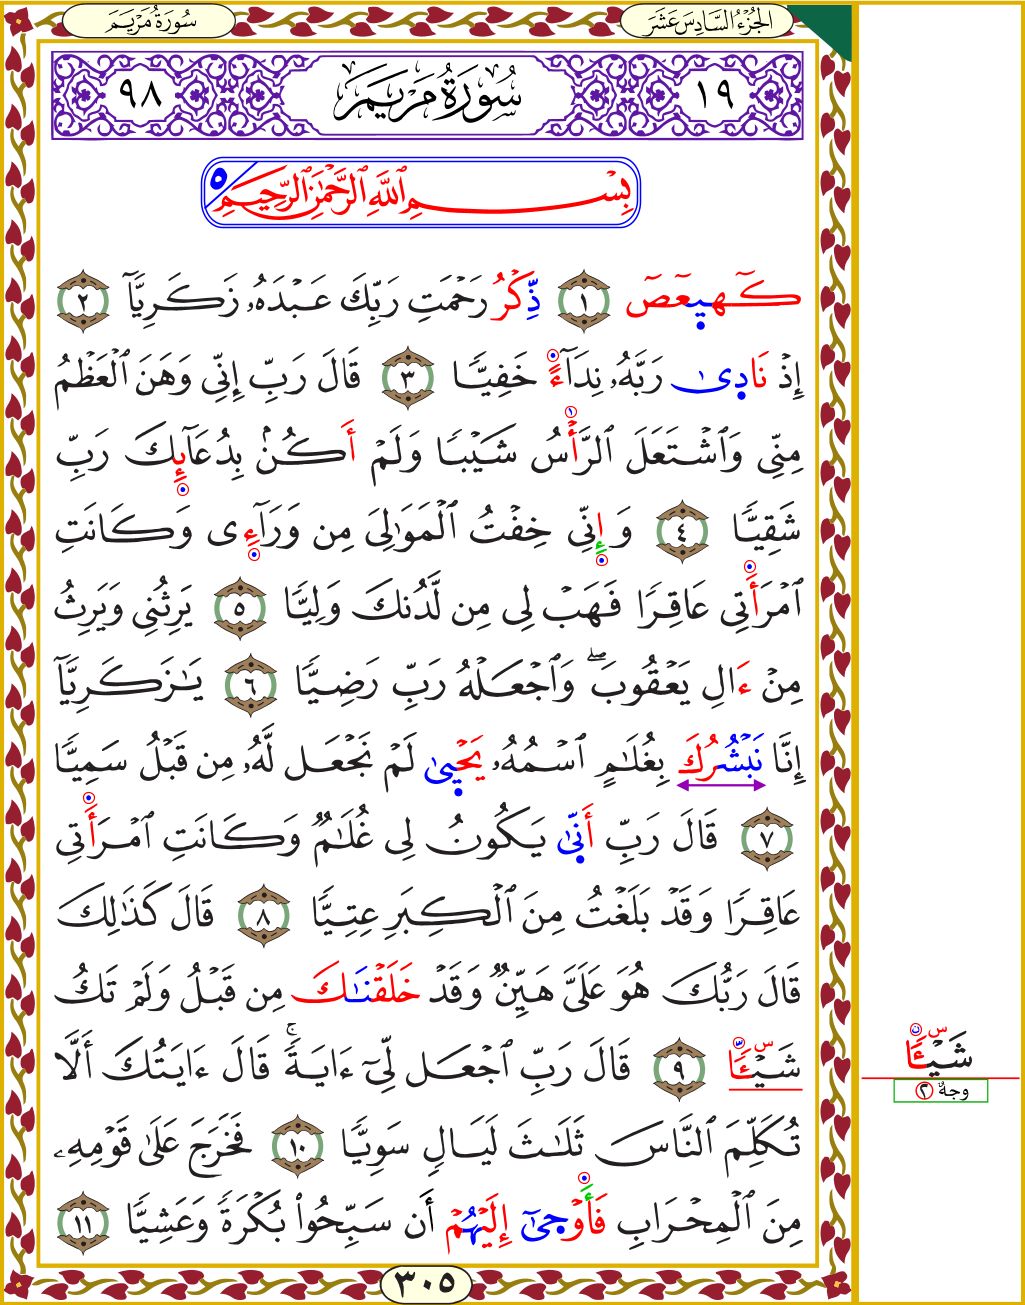 سُورَةُ مَرۡيَمَ
الجُزْءُ السَّادِسَ عَشَرَ
١٩
سُورَةُ مَرۡيَمَ
٩٨
بِسۡمِ ٱللَّهِ ٱلرَّحۡمَٰنِ ٱلرَّحِيمِ ٥
كٓهيعٓصٓ ١ ذِّكۡرُ رَحۡمَتِ رَبِّكَ عَبۡدَهُۥ زَكَرِيَّآ ٢
إِذۡ نَادِىٰ رَبَّهُۥ نِدَآءً خَفِيًّا ٣ قَالَ رَبِّ إِنِّي وَهَنَ ٱلۡعَظۡمُ
مِنِّي وَٱشۡتَعَلَ ٱلرَّأۡسُ شَيۡبًا وَلَمۡ أَكُنۢ بِدُعَآئِكَ رَبِّ
شَقِيًّا ٤ وَإِنِّي خِفۡتُ ٱلۡمَوَٰلِيَ مِن وَرَآءِى وَكَانَتِ
ٱمۡرَأَتِي عَاقِرًا فَهَبۡ لِي مِن لَّدُنكَ وَلِيًّا ٥ يَرِثُنِي وَيَرِثُ
مِنۡ ءَالِ يَعۡقُوبَۖ وَٱجۡعَلۡهُ رَبِّ رَضِيًّا ٦ يَٰزَكَرِيَّآ
إِنَّا نَبۡشُرُكَ بِغُلَٰمٍ ٱسۡمُهُۥ يَحۡيِىٰ لَمۡ نَجۡعَل لَّهُۥ مِن قَبۡلُ سَمِيًّا
٧ قَالَ رَبِّ أَنِّىٰ يَكُونُ لِي غُلَٰمٌ وَكَانَتِ ٱمۡرَأَتِي
عَاقِرًا وَقَدۡ بَلَغۡتُ مِنَ ٱلۡكِبَرِ عِتِيًّا ٨ قَالَ كَذَٰلِكَ
قَالَ رَبُّكَ هُوَ عَلَيَّ هَيِّنٌ وَقَدۡ خَلَقۡنَٰكَ مِن قَبۡلُ وَلَمۡ تَكُ
شَيۡـًٔا س ٩ قَالَ رَبِّ ٱجۡعَل لِّيٓ ءَايَةًۚ قَالَ ءَايَتُكَ أَلَّا
تُكَلِّمَ ٱلنَّاسَ ثَلَٰثَ لَيَالٍ سَوِيًّا ١٠ فَخَرَجَ عَلَىٰ قَوۡمِهِۦ
مِنَ ٱلۡمِحۡرَابِ فَأَوۡحِىٰٓ إِلَيۡهُمۡ أَن سَبِّحُواْ بُكۡرَةً وَعَشِيًّا ١١
٣٠٥
شَيۡـًٔا س
وجهٌ ٢